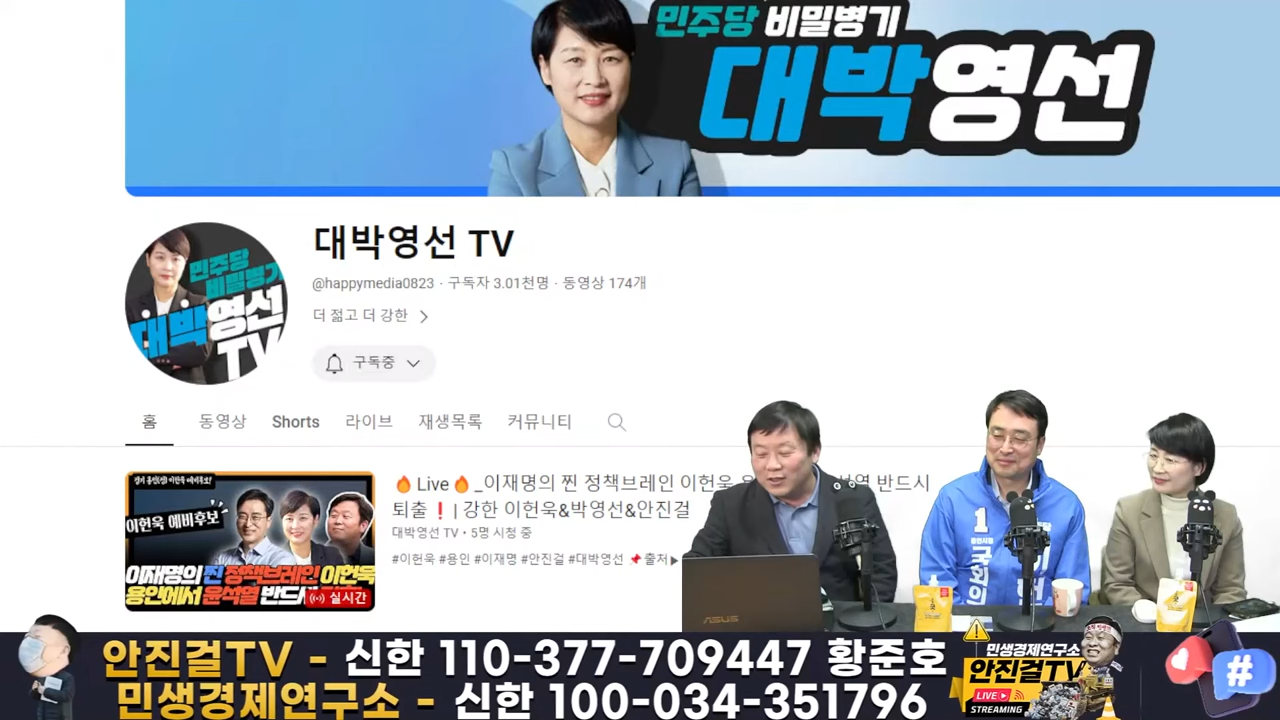 민주당 비밀병기
대박영선
대박영선 TV
@happymedia0823 · 구독자 3.01천명 · 동영상 174개
더 젊고 더 강한
구독중
민주당
비밀병기
대박영선
TV
홈 동영상 Shorts 라이브 재생목록 커뮤니티
이헌욱 예비후보
이재명의 찐 정책브레인 이헌욱
용인에서 윤석열 반드시
실시간
🔥Live🔥_이재명의 찐 정책브레인 이헌욱 반드시
퇴출❗ | 강한 이헌욱&박영선&안진걸
대박영선 TV • 5명 시청 중
#이헌욱 #용인 #이재명 #안진걸 #대박영선 📌출처▶
1
국회의
ASUS
안진걸TV - 신한 110-377-709447 황준호
민생경제연구소 - 신한 100-034-351796
민생경제연구소
안진걸TV
LIVE
STREAMING
#